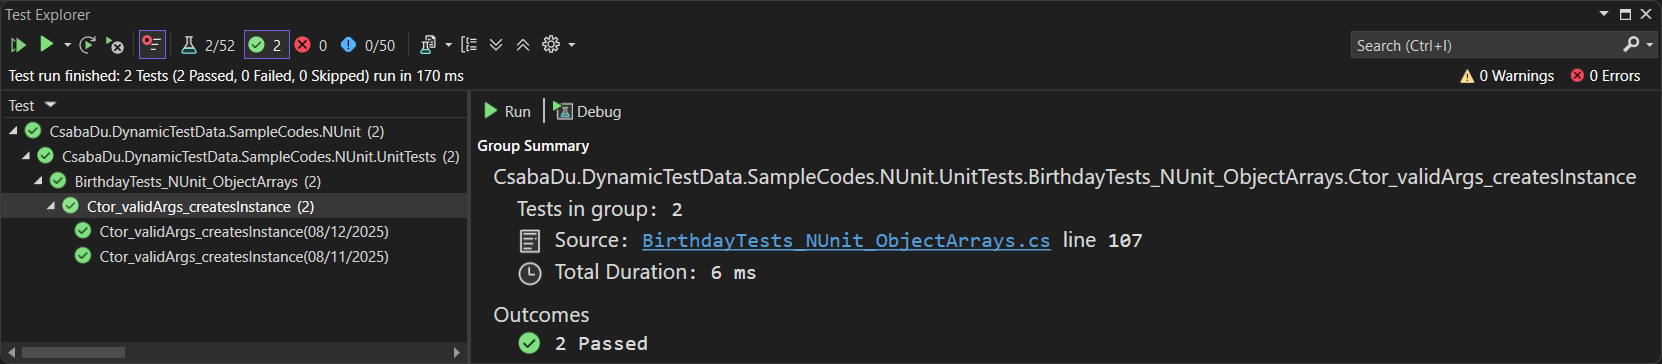 Test Explorer
2/52 2 0 0/50 Search (Ctrl+I)
Test run finished: 2 Tests (2 Passed, 0 Failed, 0 Skipped) run in 170 ms 0 Warnings 0 Errors
Test
CsabaDu.DynamicTestData.SampleCodes.NUnit (2)
CsabaDu.DynamicTestData.SampleCodes.NUnit.UnitTests (2)
BirthdayTests_NUnit_ObjectArrays (2)
Ctor_validArgs_createsInstance (2)
Ctor_validArgs_createsInstance(08/12/2025)
Ctor_validArgs_createsInstance(08/11/2025)
Run Debug
Group Summary
CsabaDu.DynamicTestData.SampleCodes.NUnit.UnitTests.BirthdayTests_NUnit_ObjectArrays.Ctor_validArgs_createsInstance
Tests in group: 2
Source: BirthdayTests_NUnit_ObjectArrays.cs line 107
Total Duration: 6 ms
Outcomes
2 Passed